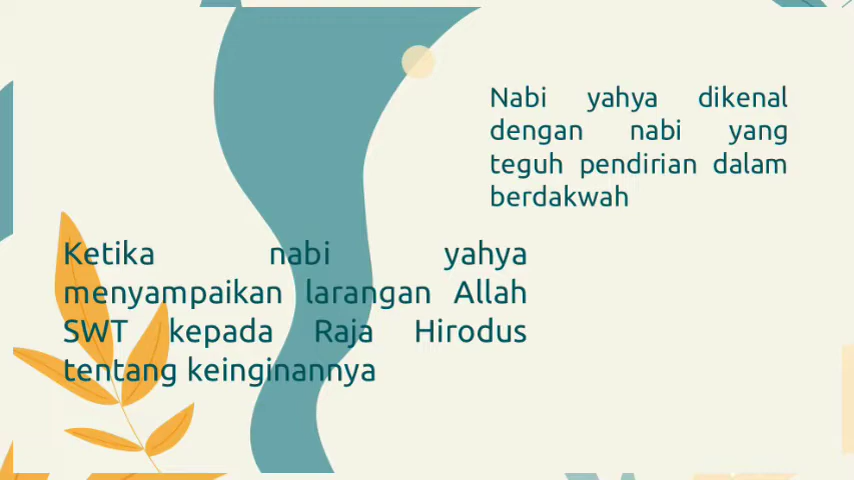 Nabi yahya dikenal
dengan nabi yang
teguh pendirian dalam
berdakwah
Ketika nabi yahya
menyampaikan larangan Allah
SWT kepada Raja Hirodus
tentang keinginannya